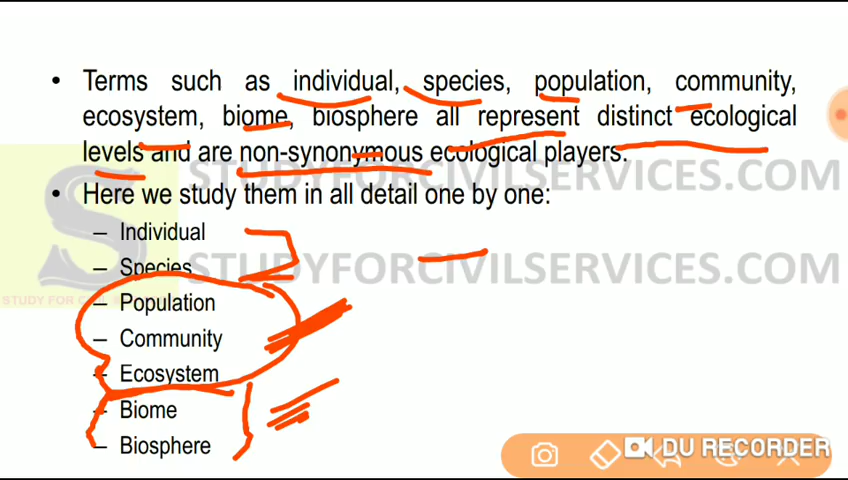 • Terms such as individual, species, population, community,
ecosystem, biome, biosphere all represent distinct ecological
levels and are non-synonymous ecological players.
STUDYFORCIVILSERVICES.COM
• Here we study them in all detail one by one:
– Individual
– Species
STUDYFORCIVILSERVICES.COM
– Population
– Community
– Ecosystem
– Biome
– Biosphere
DU RECORDER